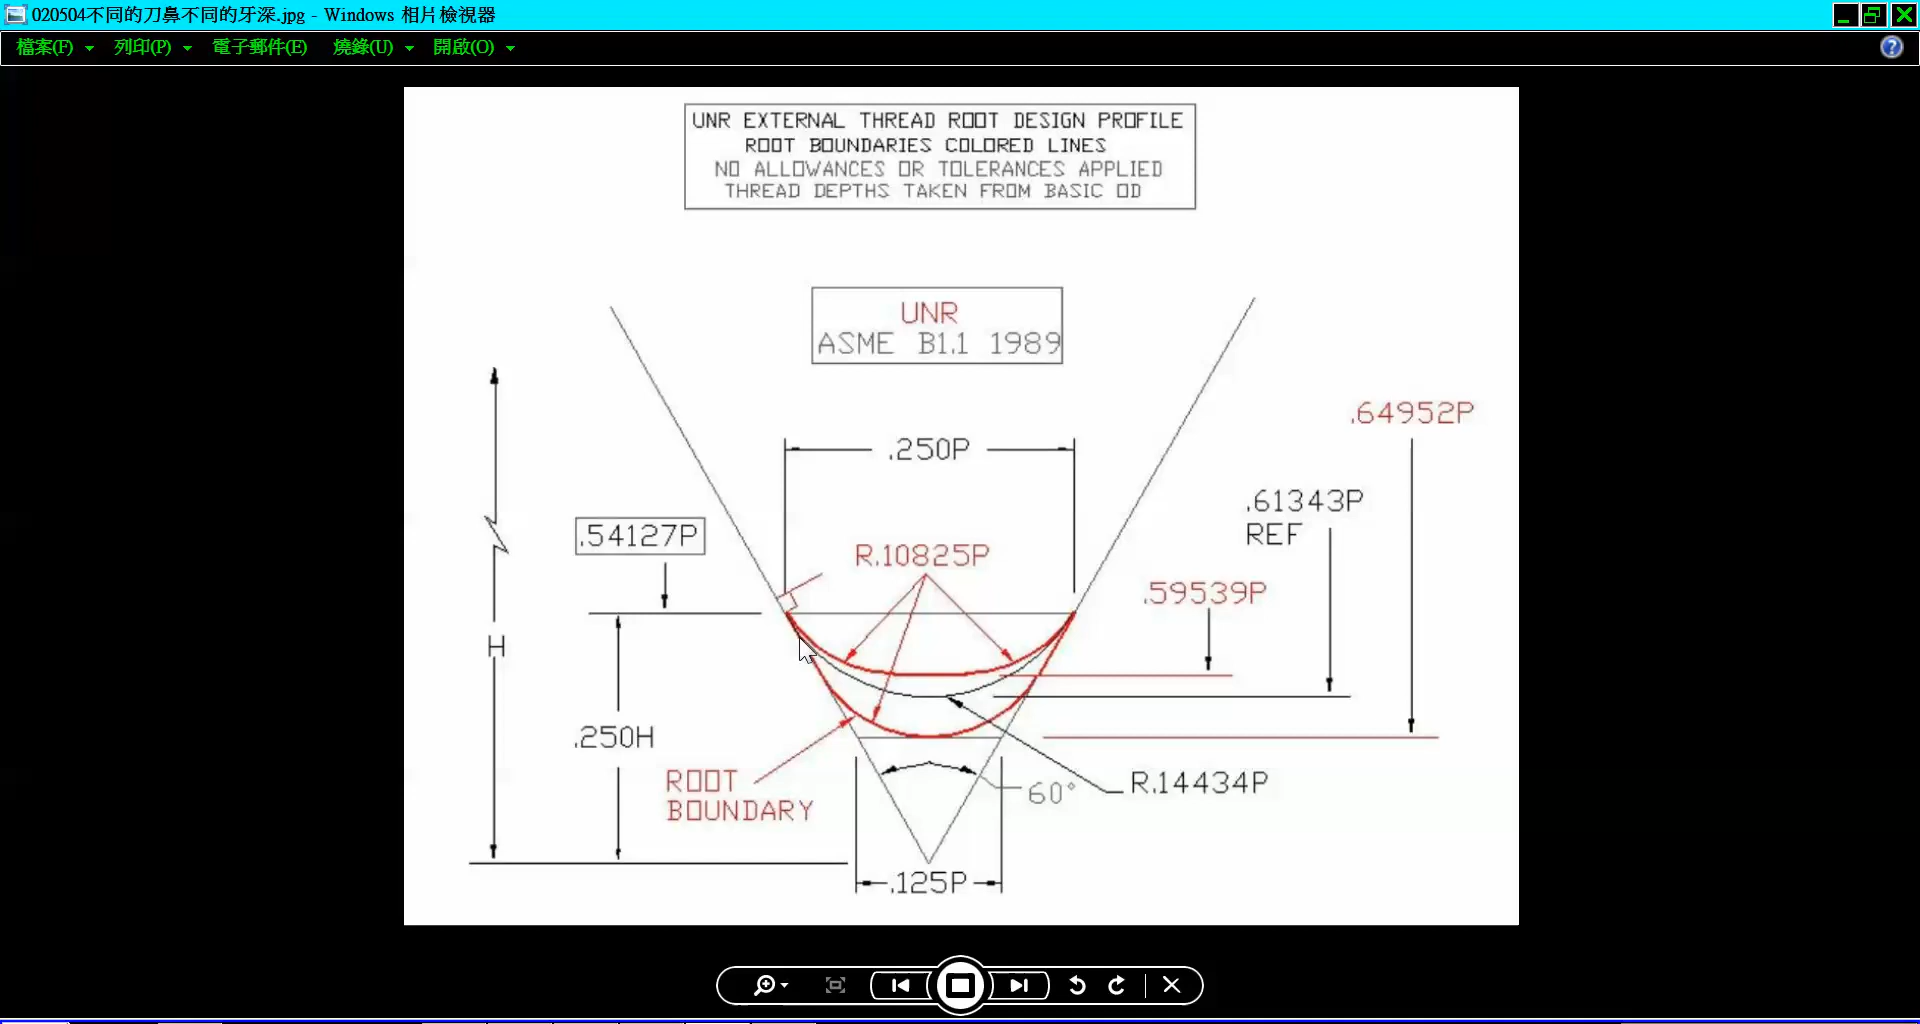 020504不同的刀鼻不同的牙深.jpg - Windows 相片檢視器
檔案(F) 列印(P) 電子郵件(E) 燒錄(U) 開啟(O)
UNR EXTERNAL THREAD ROOT DESIGN PROFILE
ROOT BOUNDARIES COLORED LINES
NO ALLOWANCES OR TOLERANCES APPLIED
THREAD DEPTHS TAKEN FROM BASIC OD
UNR
ASME B1.1 1989
.64952P
.250P
.61343P
REF
.54127P
R.10825P
.59539P
H
.250H
ROOT
BOUNDARY
60°
R.14434P
.125P